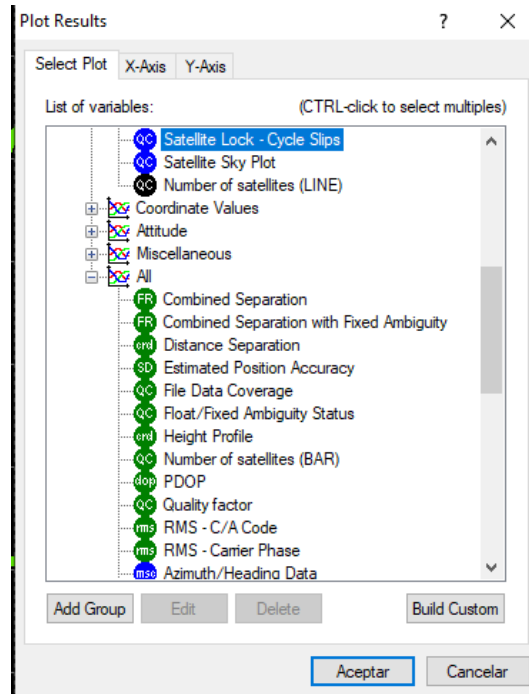 Plot Results
Select Plot X-Axis Y-Axis
List of variables: (CTRL-click to select multiples)
QC Satellite Lock - Cycle Slips
QC Satellite Sky Plot
QC Number of satellites (LINE)
Coordinate Values
Attitude
Miscellaneous
All
FR Combined Separation
FR Combined Separation with Fixed Ambiguity
crd Distance Separation
SD Estimated Position Accuracy
QC File Data Coverage
QC Float/Fixed Ambiguity Status
crd Height Profile
QC Number of satellites (BAR)
dop PDOP
QC Quality factor
rms RMS - C/A Code
rms RMS - Carrier Phase
msc Azimuth/Heading Data
Add Group Edit Delete Build Custom
Aceptar Cancelar